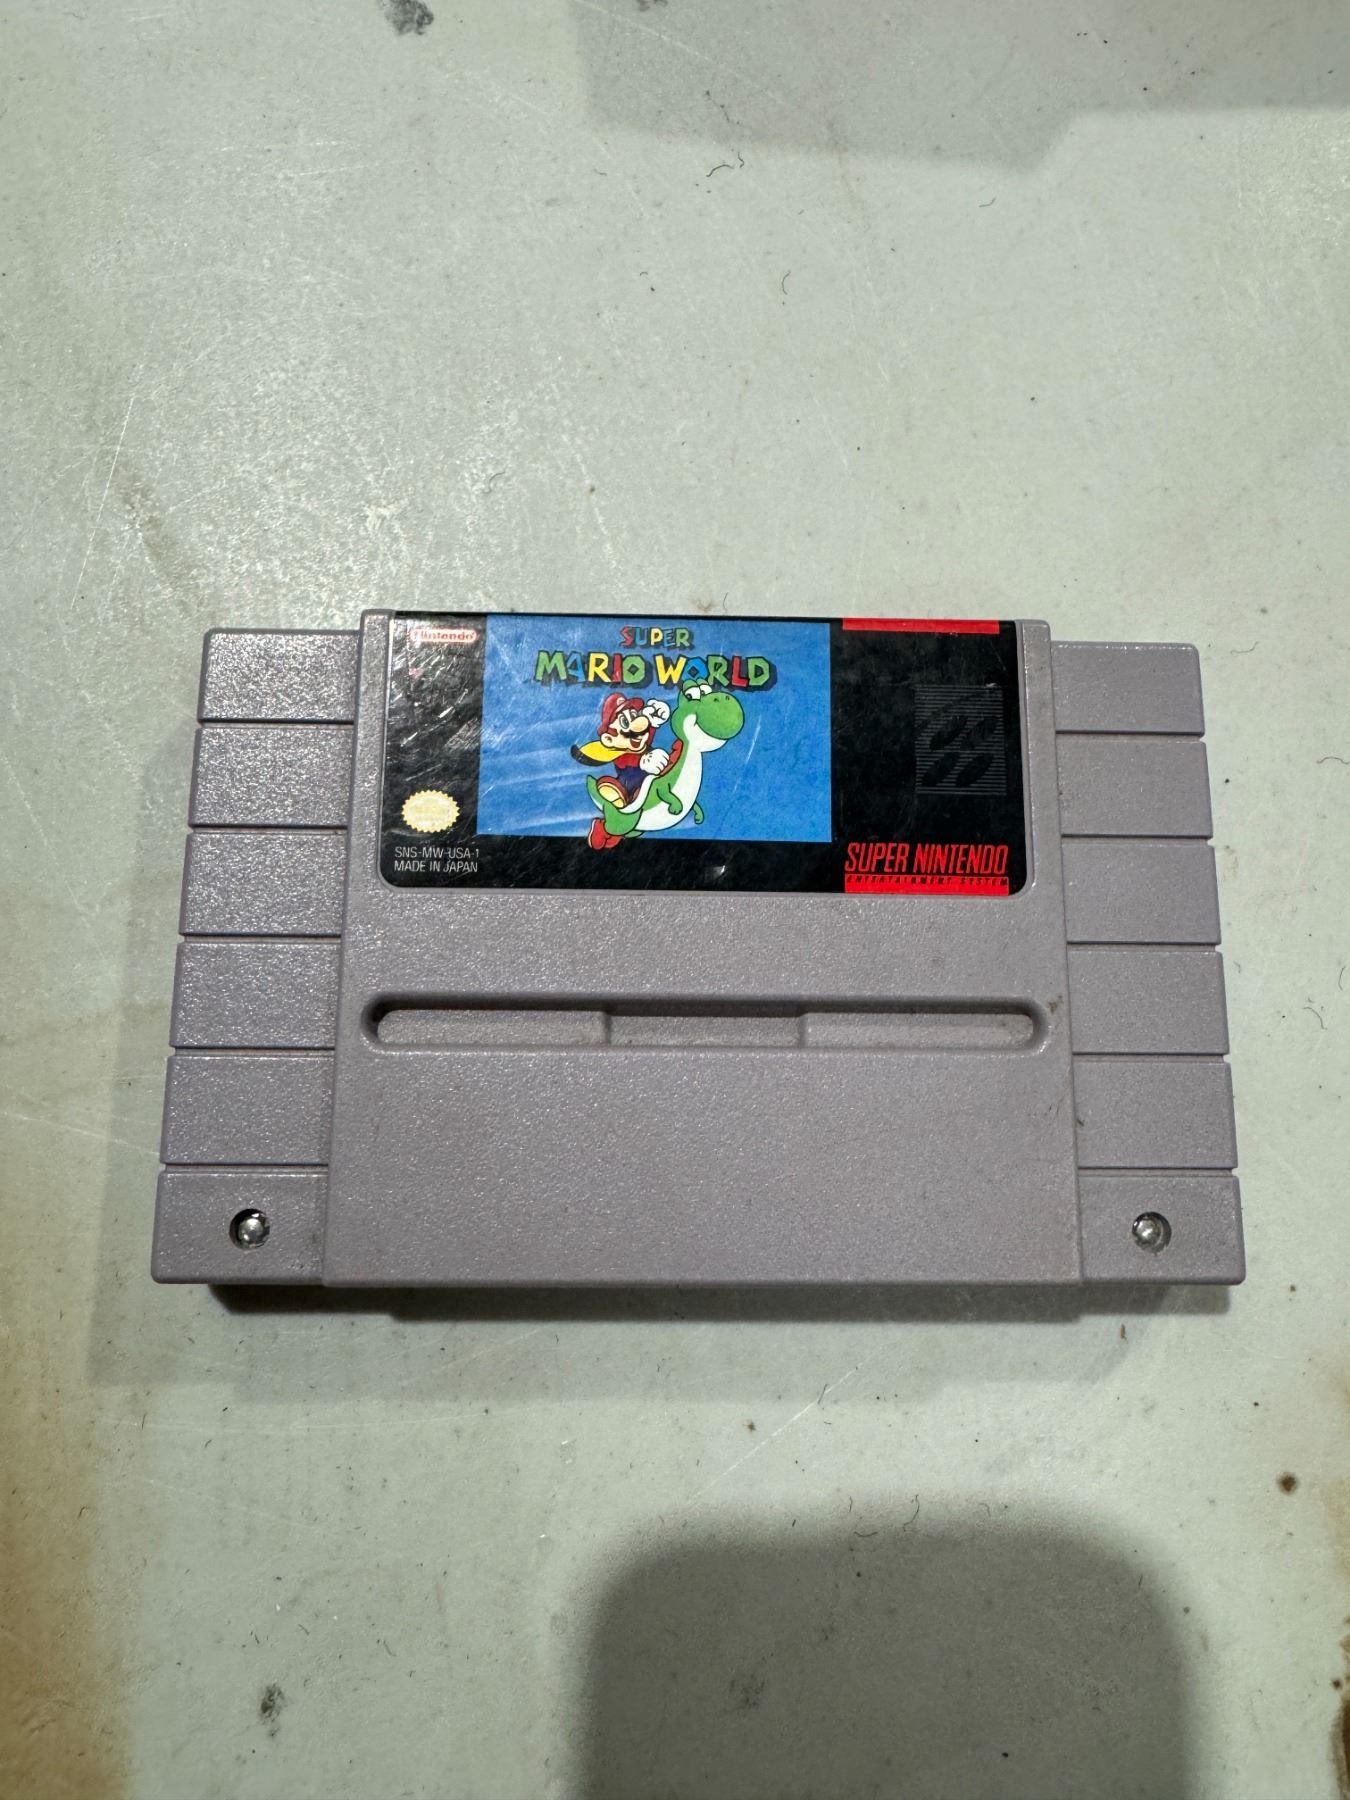 Nintendo
SUPER
MARIO WORLD
SNS-MW-USA-1
MADE IN JAPAN
SUPER NINTENDO
ENTERTAINMENT SYSTEM